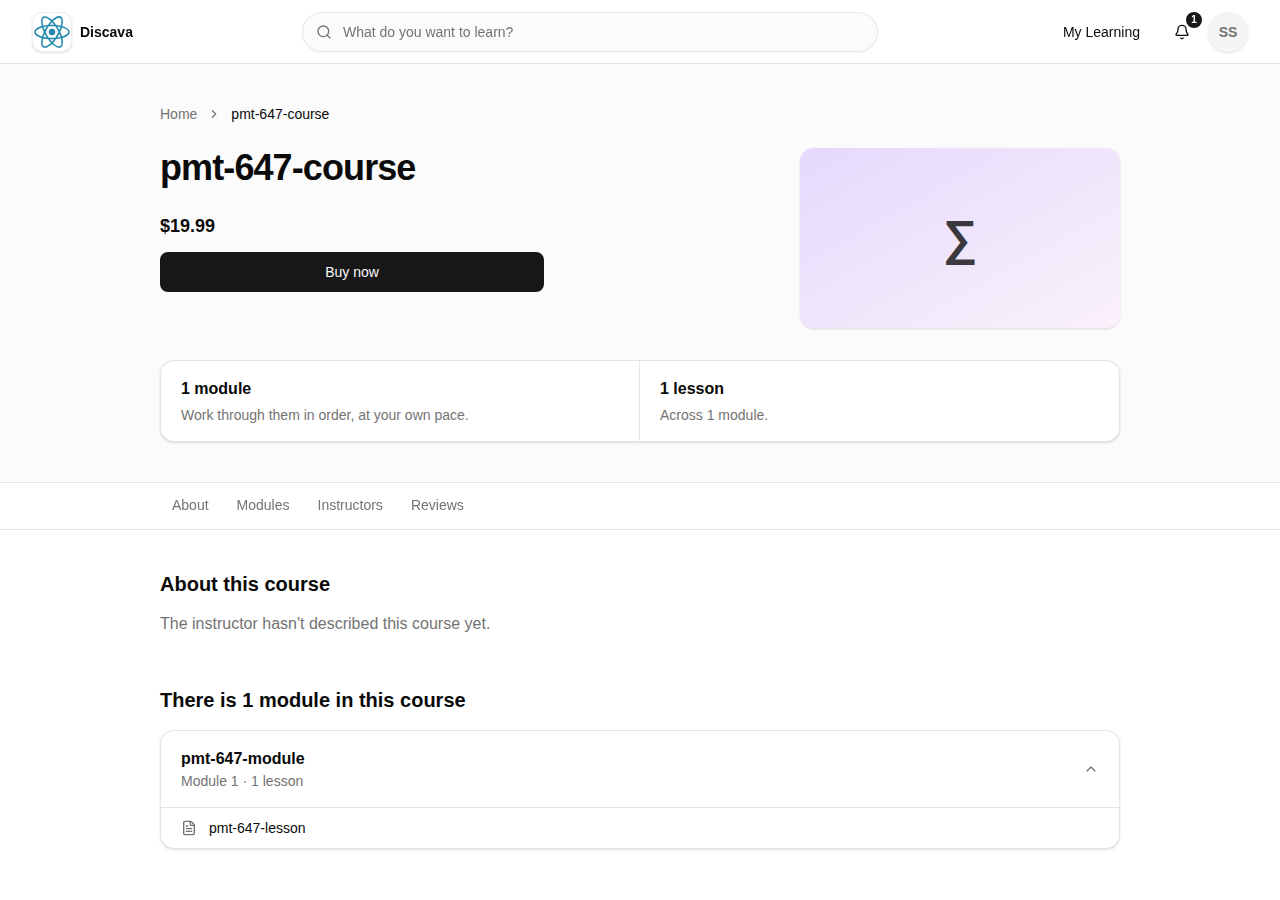 Discava
What do you want to learn?
My Learning
1
SS
Home
pmt-647-course
pmt-647-course
$19.99
Buy now
∑
1 module
Work through them in order, at your own pace.
1 lesson
Across 1 module.
About
Modules
Instructors
Reviews
About this course
The instructor hasn't described this course yet.
There is 1 module in this course
pmt-647-module
Module 1 · 1 lesson
pmt-647-lesson